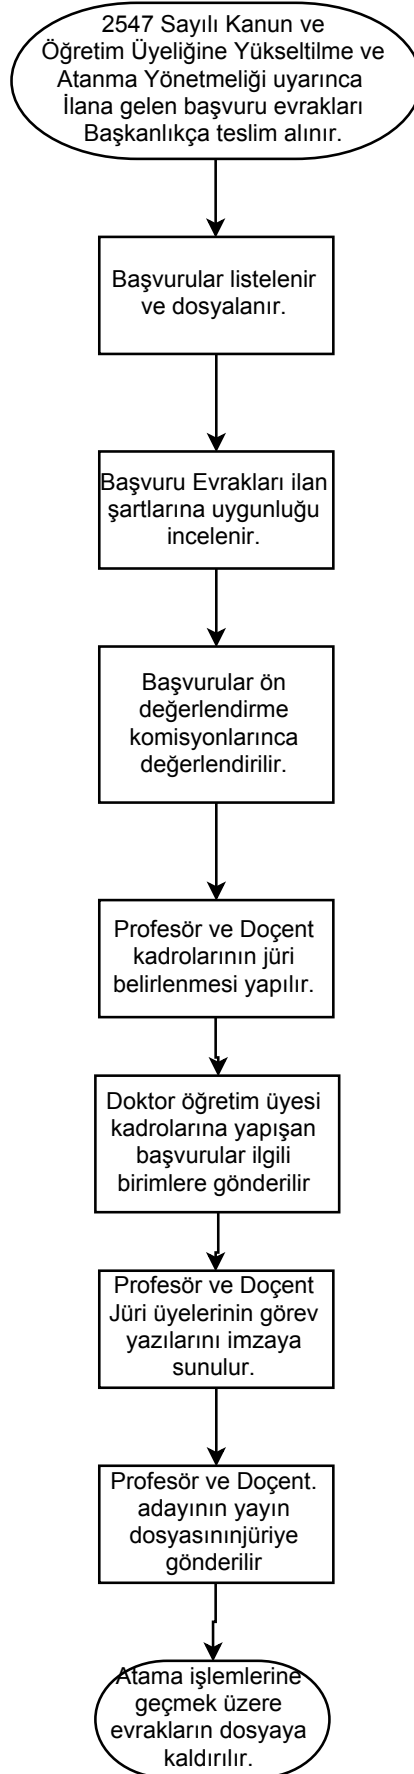 2547 Sayılı Kanun ve
Öğretim Üyeliğine Yükseltilme ve
Atanma Yönetmeliği uyarınca
İlana gelen başvuru evrakları
Başkanlıkça teslim alınır.
Başvurular listelenir
ve dosyalanır.
Başvuru Evrakları ilan
şartlarına uygunluğu
incelenir.
Başvurular ön
değerlendirme
komisyonlarınca
değerlendirilir.
Profesör ve Doçent
kadrolarının jüri
belirlenmesi yapılır.
Doktor öğretim üyesi
kadrolarına yapışan
başvurular ilgili
birimlere gönderilir
Profesör ve Doçent
Jüri üyelerinin görev
yazılarını imzaya
sunulur.
Profesör ve Doçent.
adayının yayın
dosyasınınjüriye
gönderilir
Atama işlemlerine
geçmek üzere
evrakların dosyaya
kaldırılır.